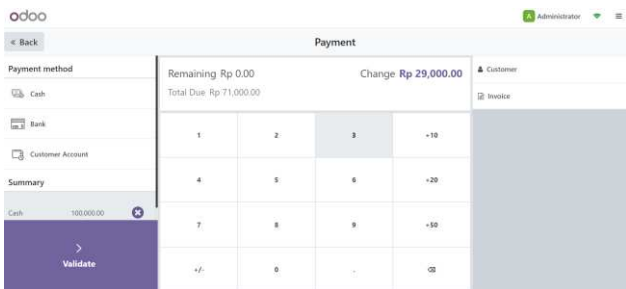 odoo
A Administrator
« Back
Payment
Payment method
Cash
Bank
Customer Account
Summary
Cash 100,000.00
Validate
Remaining Rp 0.00 Change Rp 29,000.00
Total Due Rp 71,000.00
1 2 3 +10
4 5 6 +20
7 8 9 +50
+/- 0 .
Customer
Invoice